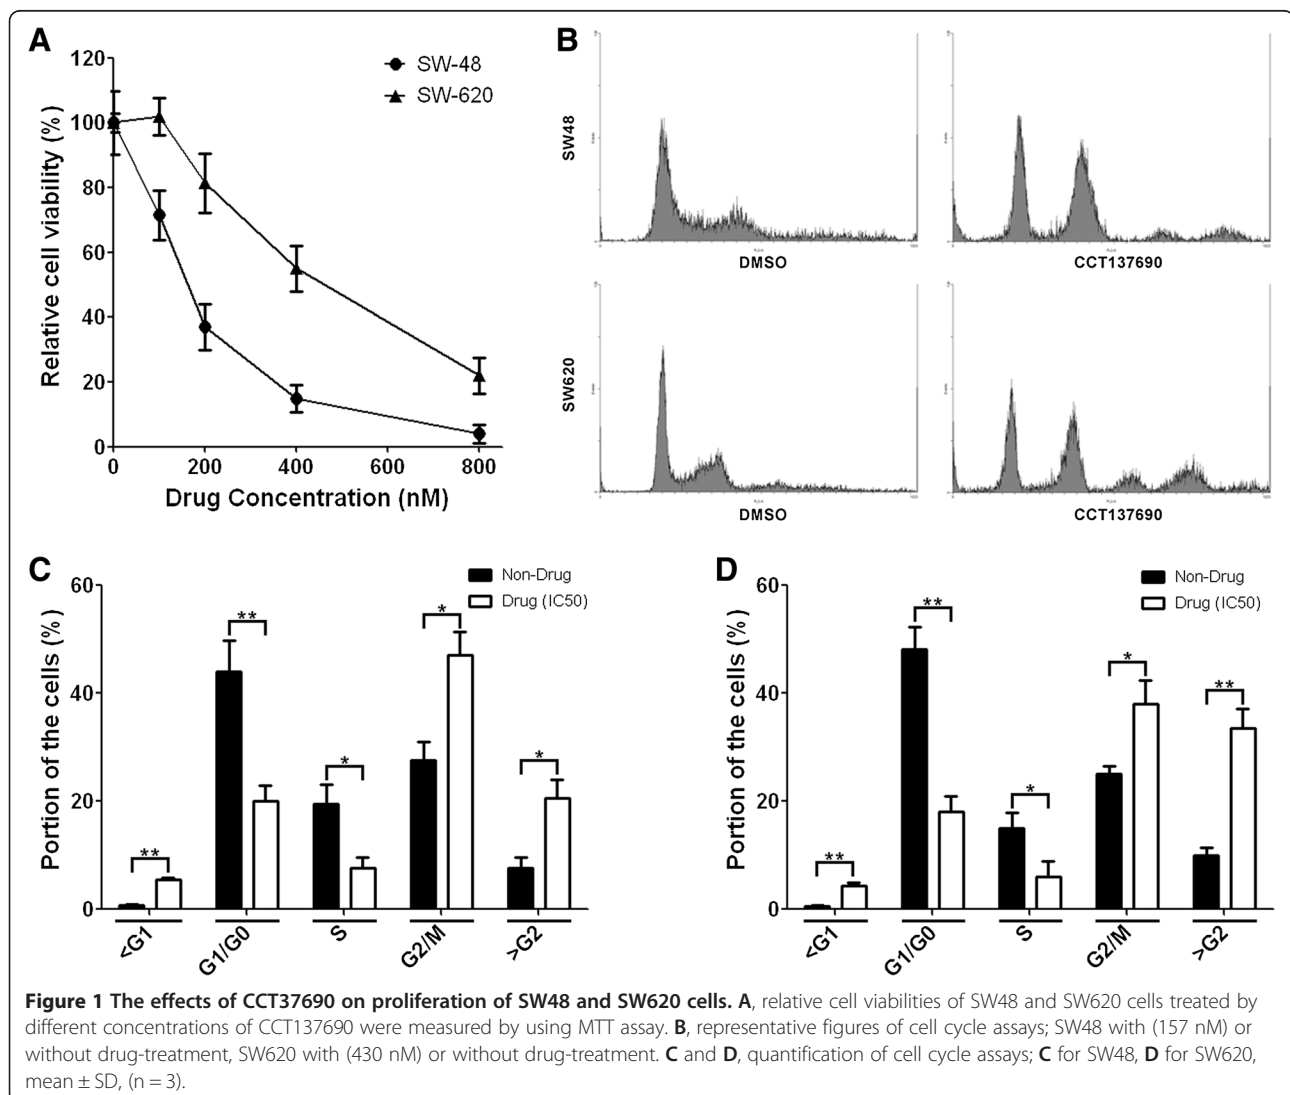 A
120
100
80
60
40
20
0
Relative cell viability (%)
SW-48
SW-620
0 200 400 600 800
Drug Concentration (nM)
B
SW48
DMSO
CCT137690
SW620
DMSO
CCT137690
C
60
40
20
0
Portion of the cells (%)
Non-Drug
Drug (IC50)
** ** * * *
<G1 G1/G0 S G2/M >G2
D
60
40
20
0
Portion of the cells (%)
Non-Drug
Drug (IC50)
** ** * * **
<G1 G1/G0 S G2/M >G2
Figure 1 The effects of CCT37690 on proliferation of SW48 and SW620 cells. A, relative cell viabilities of SW48 and SW620 cells treated by
different concentrations of CCT137690 were measured by using MTT assay. B, representative figures of cell cycle assays; SW48 with (157 nM) or
without drug-treatment, SW620 with (430 nM) or without drug-treatment. C and D, quantification of cell cycle assays; C for SW48, D for SW620,
mean ± SD, (n = 3).